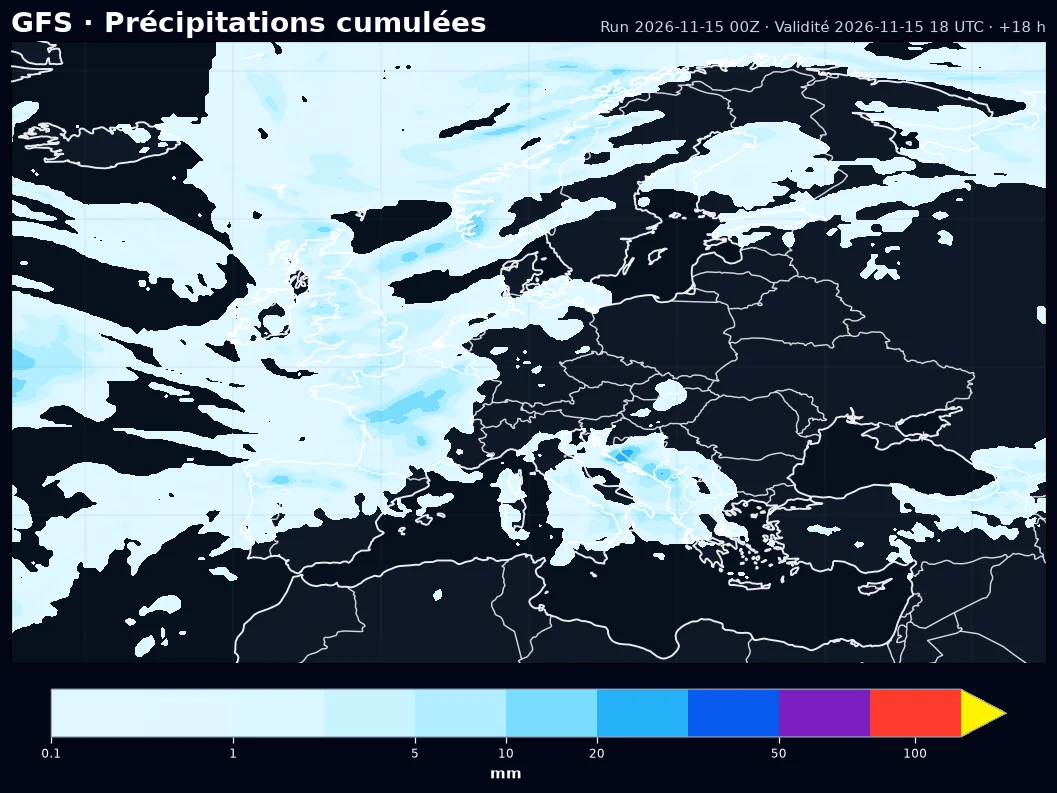 GFS · Précipitations cumulées
Run 2026-11-15 00Z · Validité 2026-11-15 18 UTC · +18 h
0.1 1 5 10 20 50 100
mm